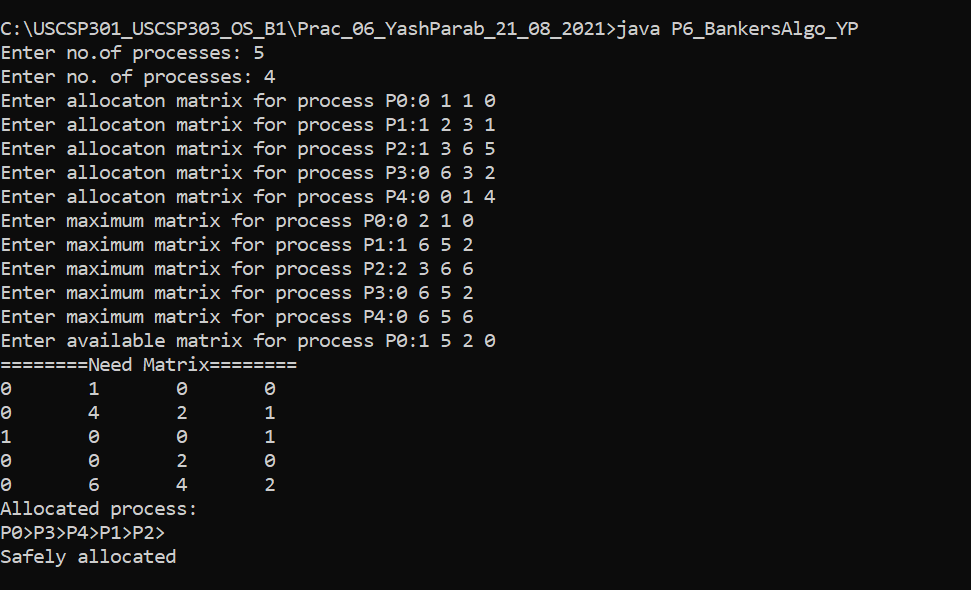 C:\USCSP301_USCSP303_OS_B1\Prac_06_YashParab_21_08_2021>java P6_BankersAlgo_YP
Enter no.of processes: 5
Enter no. of processes: 4
Enter allocaton matrix for process P0:0 1 1 0
Enter allocaton matrix for process P1:1 2 3 1
Enter allocaton matrix for process P2:1 3 6 5
Enter allocaton matrix for process P3:0 6 3 2
Enter allocaton matrix for process P4:0 0 1 4
Enter maximum matrix for process P0:0 2 1 0
Enter maximum matrix for process P1:1 6 5 2
Enter maximum matrix for process P2:2 3 6 6
Enter maximum matrix for process P3:0 6 5 2
Enter maximum matrix for process P4:0 6 5 6
Enter available matrix for process P0:1 5 2 0
========Need Matrix========
0       1       0       0
0       4       2       1
1       0       0       1
0       0       2       0
0       6       4       2
Allocated process:
P0>P3>P4>P1>P2>
Safely allocated